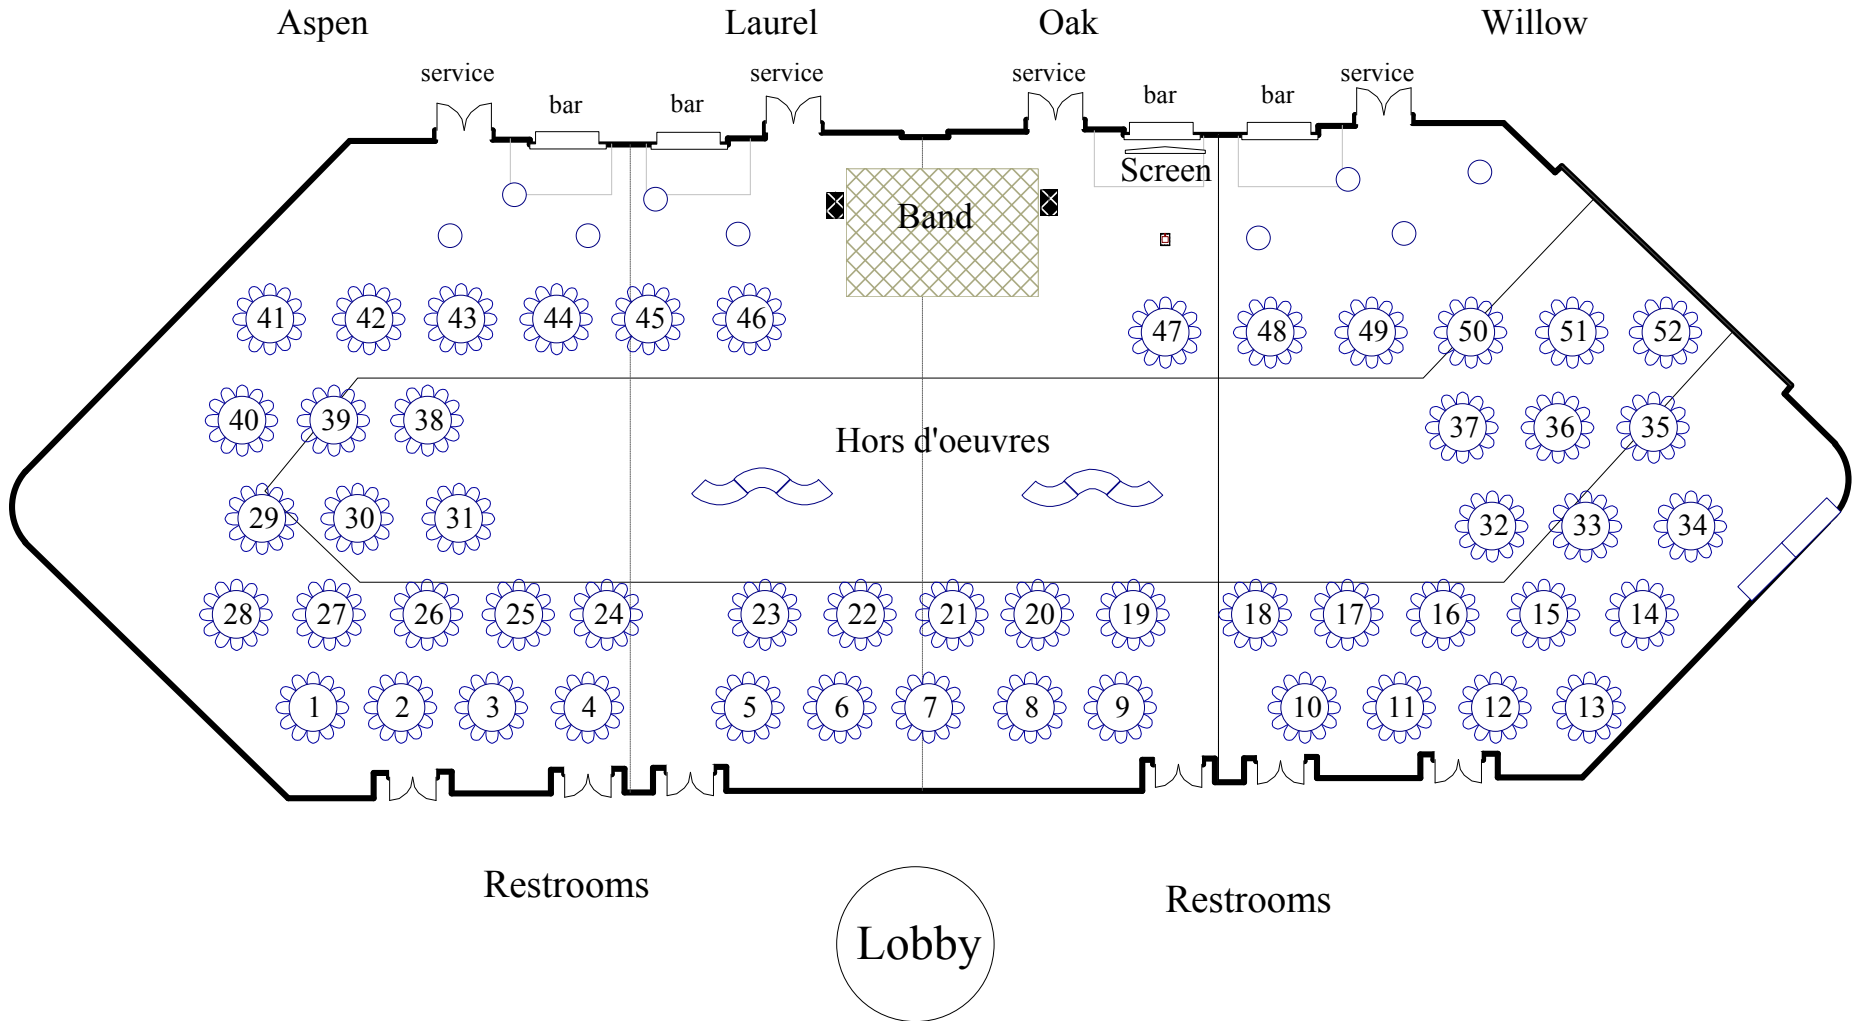 Aspen Laurel Oak Willow
service service service service
bar bar bar bar
Screen
Band
41 42 43 44 45 46 47 48 49 50 51 52
40 39 38 37 36 35
Hors d'oeuvres
29 30 31 32 33 34
28 27 26 25 24 23 22 21 20 19 18 17 16 15 14
1 2 3 4 5 6 7 8 9 10 11 12 13
Restrooms Restrooms
Lobby